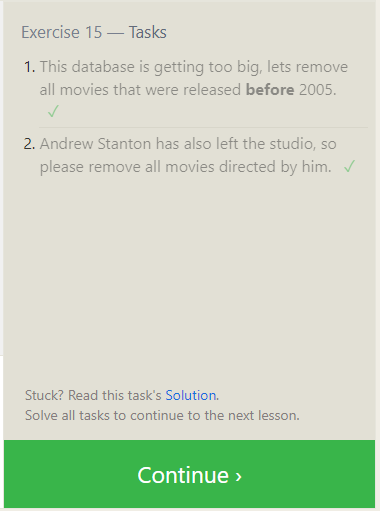 Exercise 15 — Tasks
1. This database is getting too big, lets remove
all movies that were released before 2005.
✓
2. Andrew Stanton has also left the studio, so
please remove all movies directed by him. ✓
Stuck? Read this task's Solution.
Solve all tasks to continue to the next lesson.
Continue ›